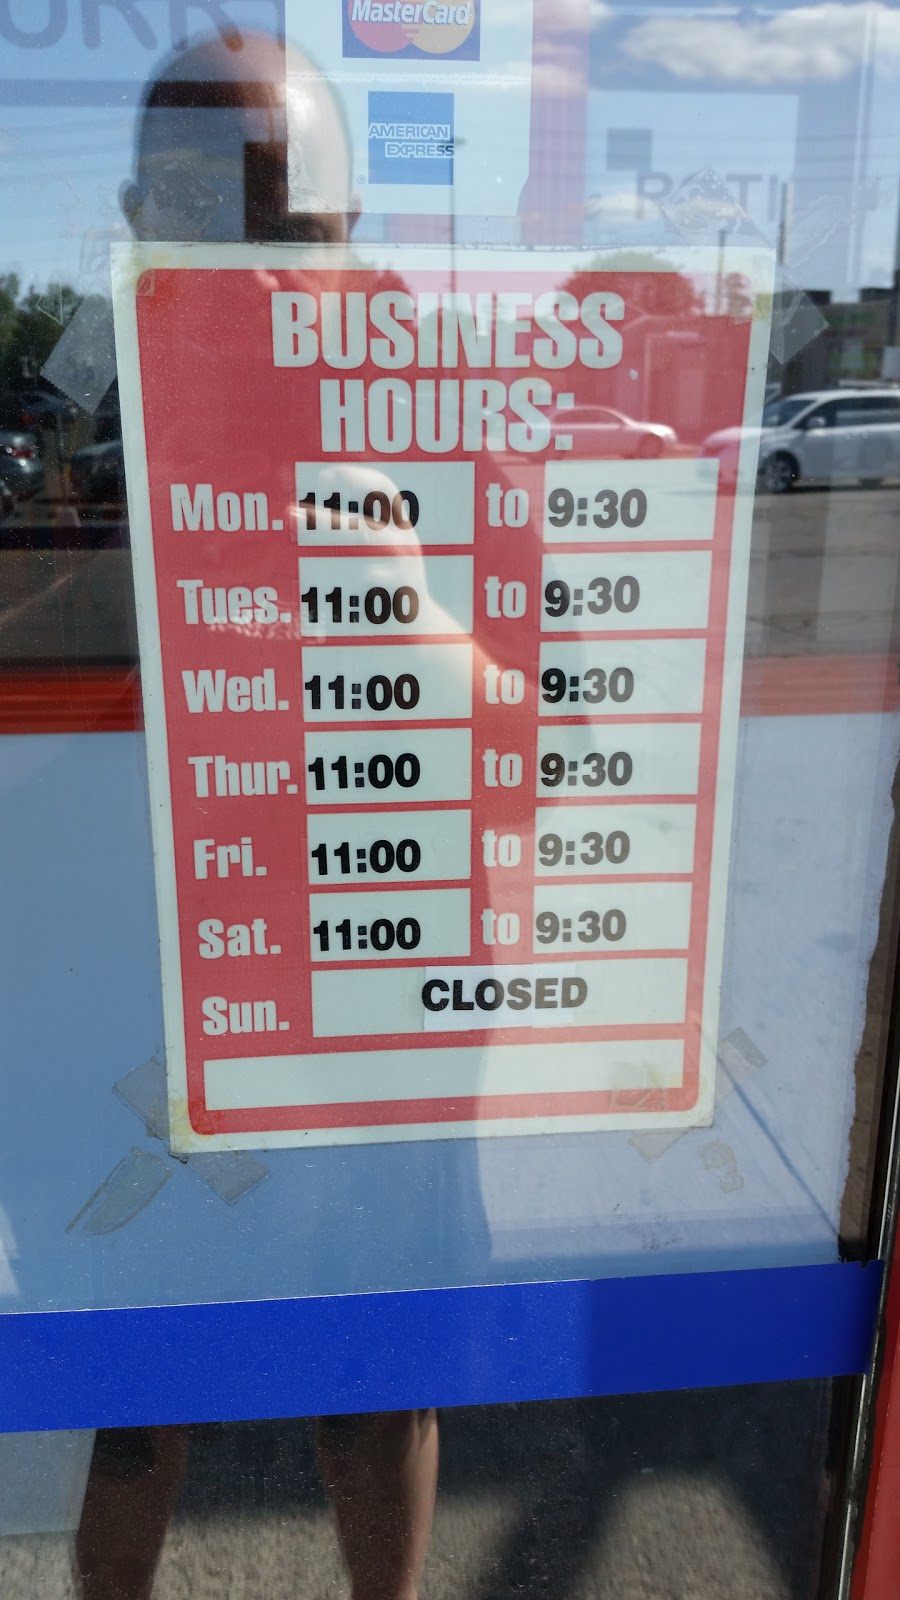 MasterCard
AMERICAN
EXPRESS
ROTI
BUSINESS
HOURS:
Mon. 11:00 to 9:30
Tues. 11:00 to 9:30
Wed. 11:00 to 9:30
Thur. 11:00 to 9:30
Fri. 11:00 to 9:30
Sat. 11:00 to 9:30
Sun. CLOSED